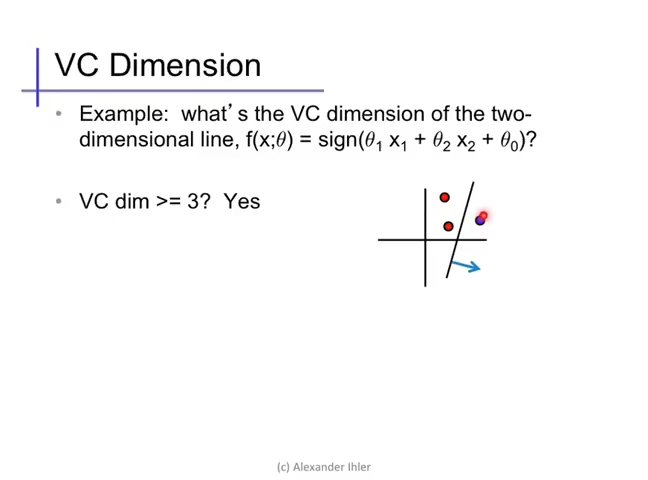 VC Dimension
• Example: what's the VC dimension of the two-
dimensional line, f(x;θ) = sign(θ₁ x₁ + θ₂ x₂ + θ₀)?
• VC dim >= 3? Yes
(c) Alexander Ihler